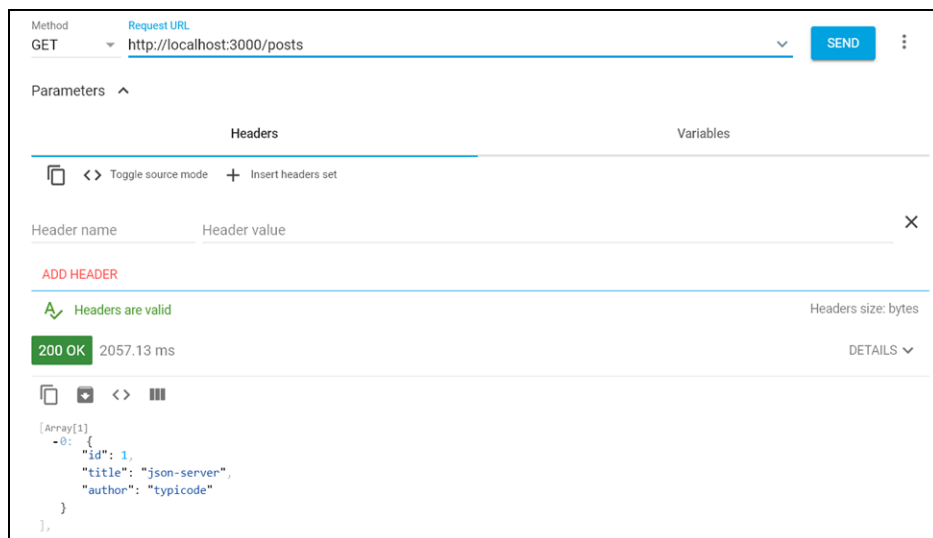 Method Request URL
GET http://localhost:3000/posts SEND
Parameters
Headers Variables
<> Toggle source mode + Insert headers set
Header name Header value
ADD HEADER
Headers are valid Headers size: bytes
200 OK 2057.13 ms DETAILS
<>
[Array[1]
-0: {
"id": 1,
"title": "json-server",
"author": "typicode"
}
],